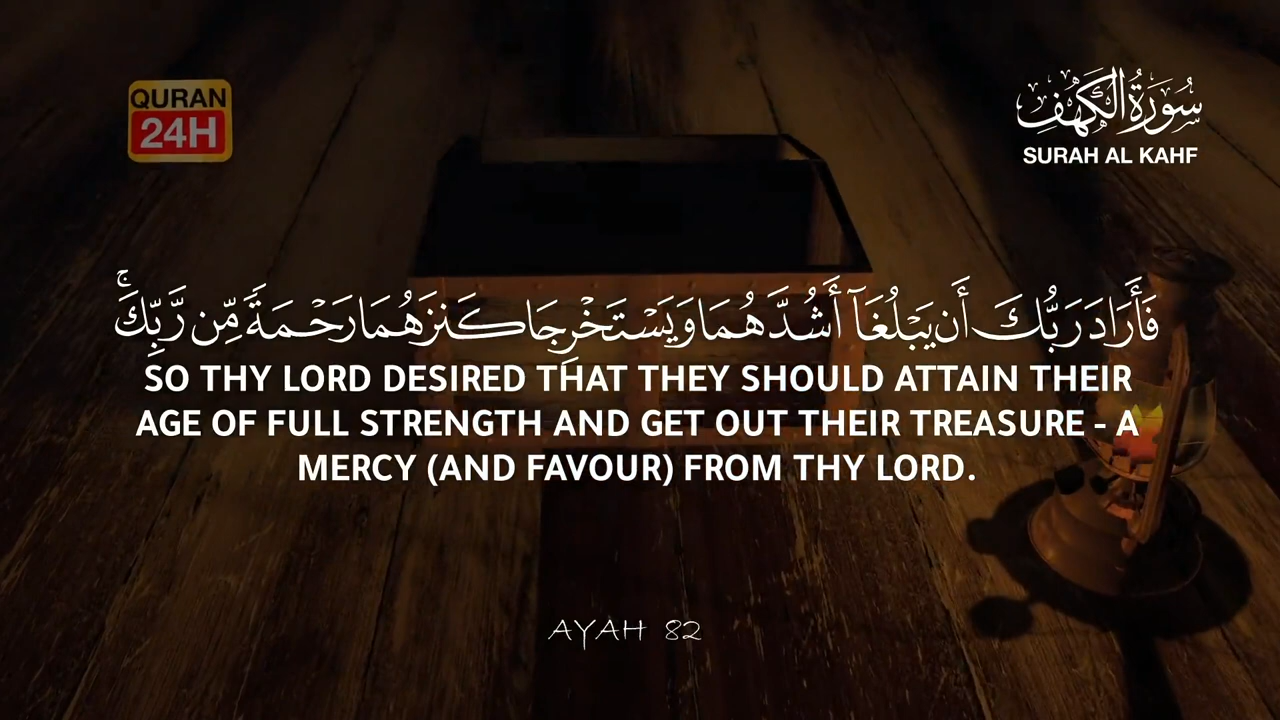 QURAN
24H
سُورَةُ الكَهْفِ
SURAH AL KAHF
فَأَرَادَ رَبُّكَ أَن يَبْلُغَآ أَشُدَّهُمَا وَيَسْتَخْرِجَا كَنزَهُمَا رَحْمَةً مِّن رَّبِّكَ ۚ
SO THY LORD DESIRED THAT THEY SHOULD ATTAIN THEIR
AGE OF FULL STRENGTH AND GET OUT THEIR TREASURE - A
MERCY (AND FAVOUR) FROM THY LORD.
AYAH 82